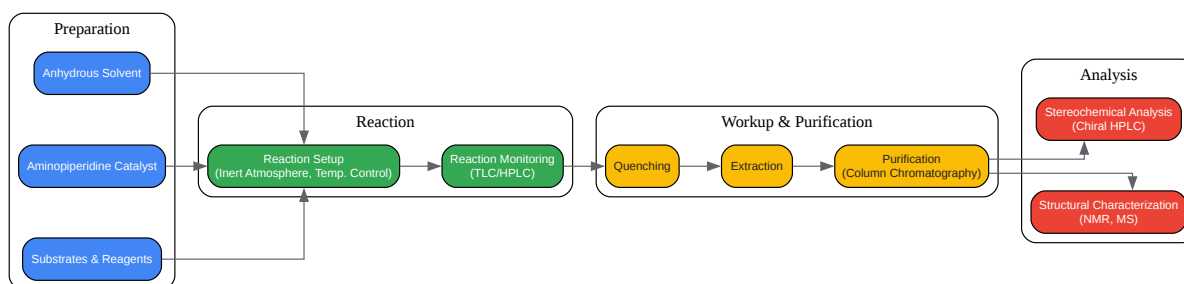 Preparation
Anhydrous Solvent
Aminopiperidine Catalyst
Substrates & Reagents
Reaction
Reaction Setup
(Inert Atmosphere, Temp. Control)
Reaction Monitoring
(TLC/HPLC)
Workup & Purification
Quenching
Extraction
Purification
(Column Chromatography)
Analysis
Stereochemical Analysis
(Chiral HPLC)
Structural Characterization
(NMR, MS)